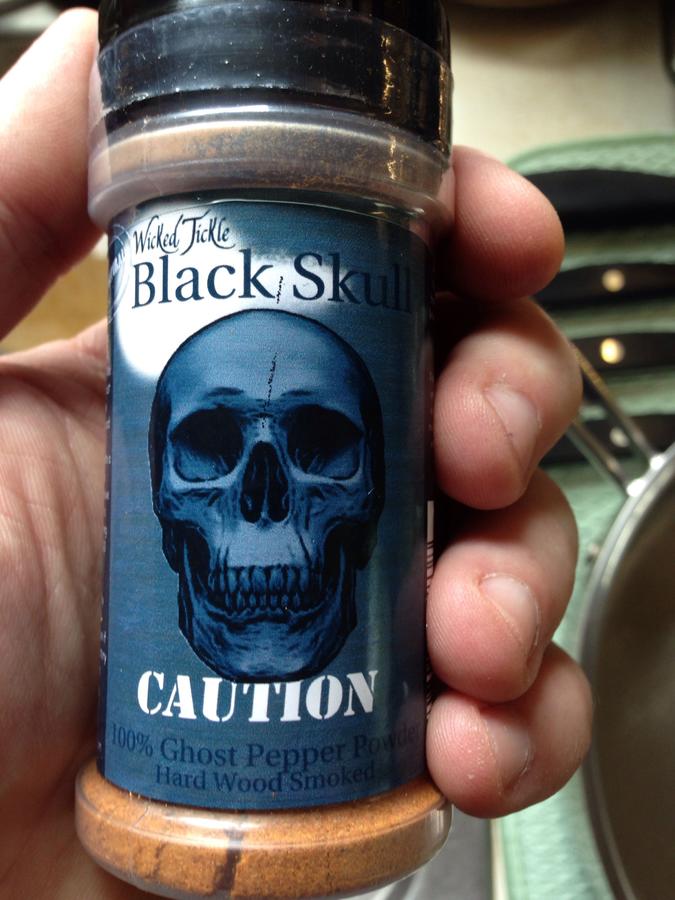 Wicked Tickle
Black Skull
CAUTION
100% Ghost Pepper Powder
Hard Wood Smoked